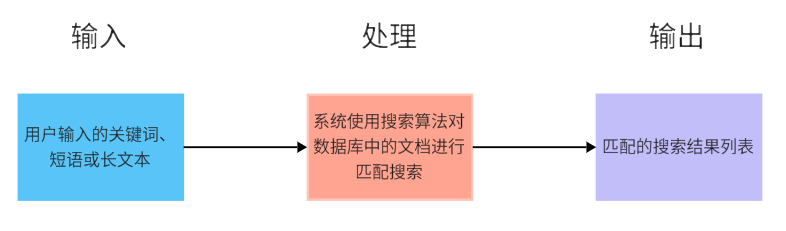 输入
处理
输出
用户输入的关键词、
短语或长文本
系统使用搜索算法对
数据库中的文档进行
匹配搜索
匹配的搜索结果列表